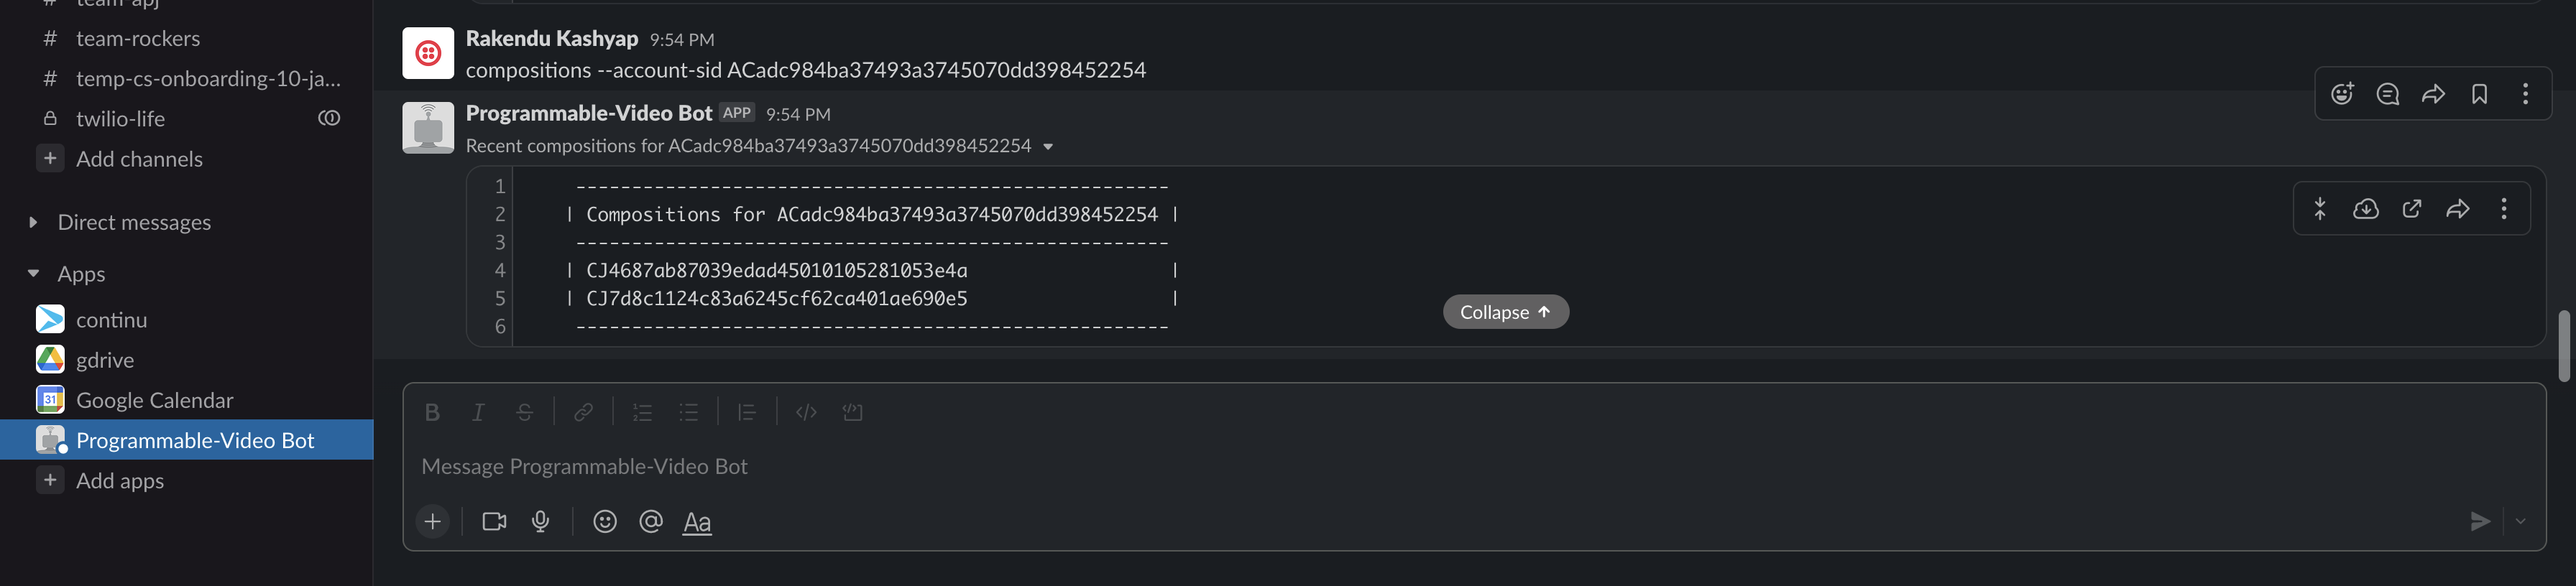 # team-apj
# team-rockers
# temp-cs-onboarding-10-ja...
twilio-life
+ Add channels
Direct messages
Apps
continu
gdrive
31 Google Calendar
Programmable-Video Bot
+ Add apps
Rakendu Kashyap 9:54 PM
compositions --account-sid ACadc984ba37493a3745070dd398452254
Programmable-Video Bot APP 9:54 PM
Recent compositions for ACadc984ba37493a3745070dd398452254
1 -----------------------------------------------------
2 | Compositions for ACadc984ba37493a3745070dd398452254 |
3 -----------------------------------------------------
4 | CJ4687ab87039edad45010105281053e4a |
5 | CJ7d8c1124c83a6245cf62ca401ae690e5 |
6 -----------------------------------------------------
Collapse ↑
B I S
Message Programmable-Video Bot
+ @ Aa